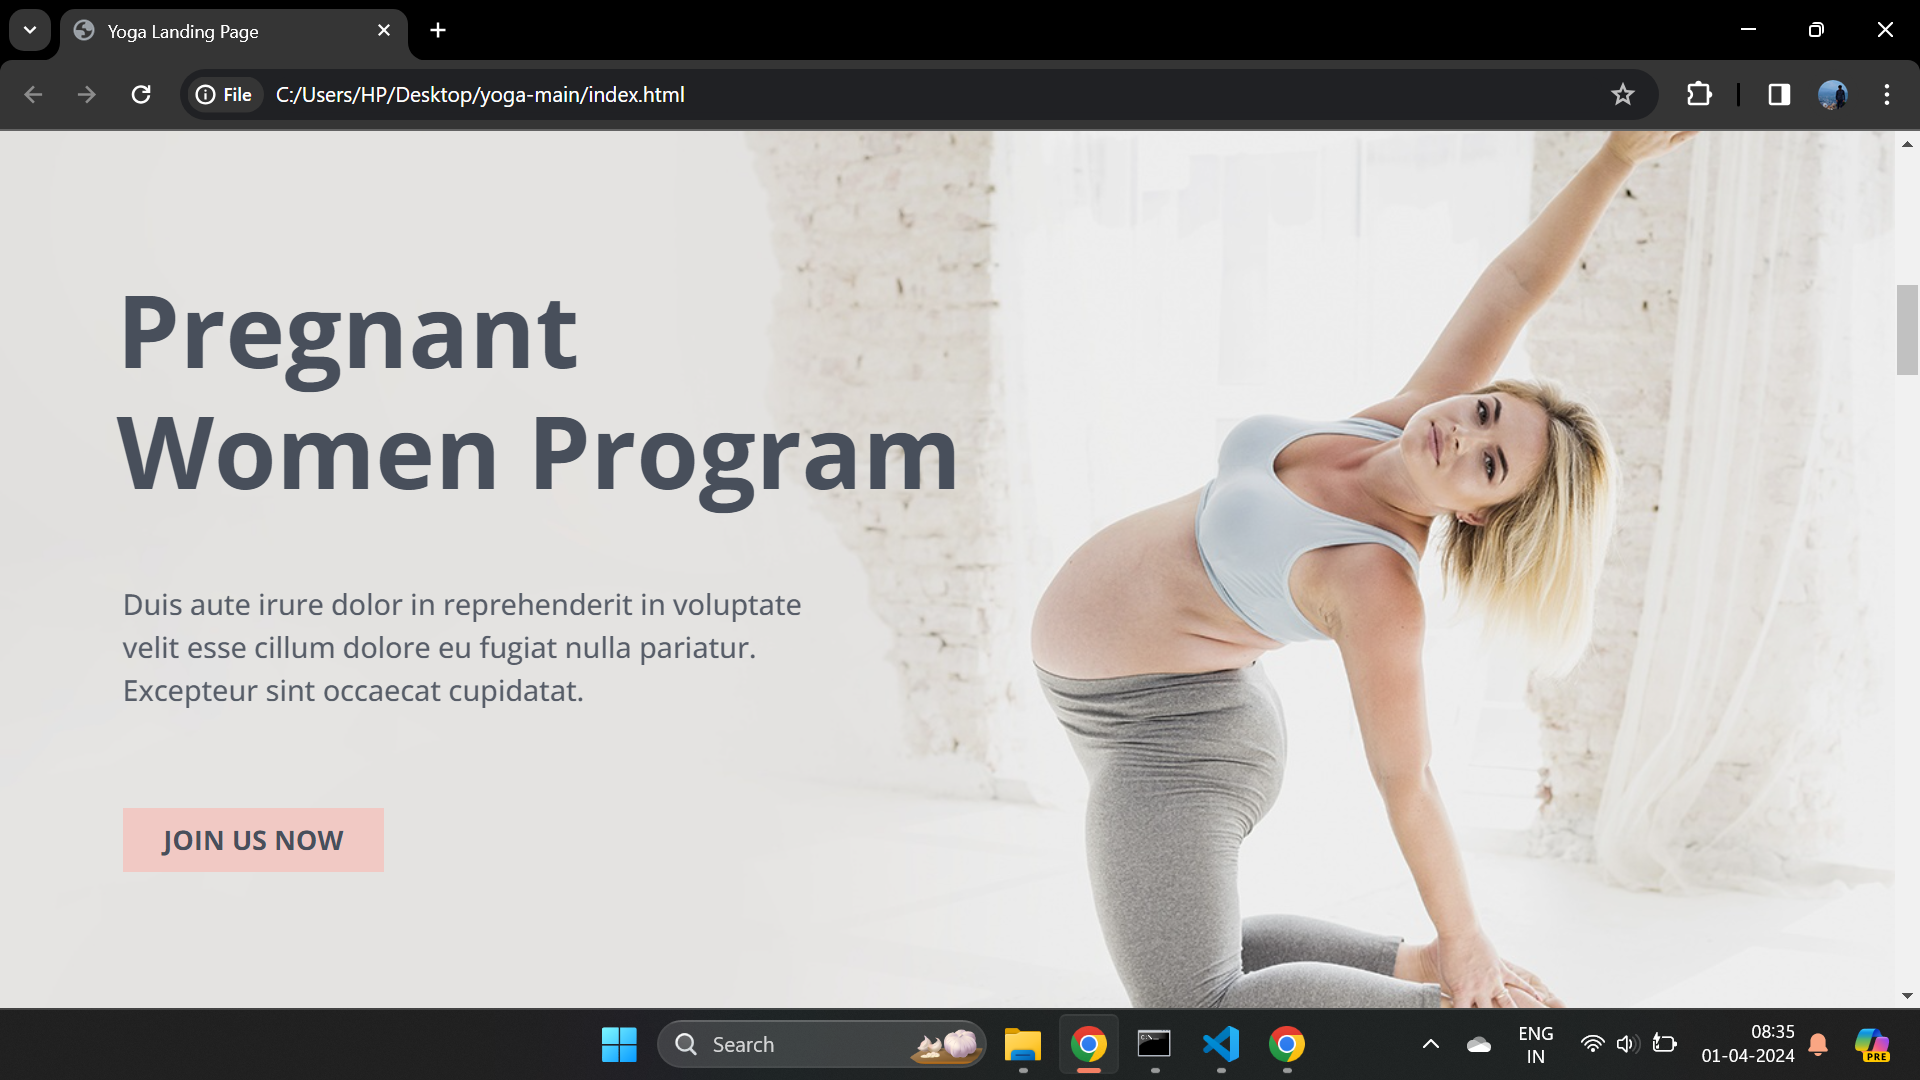 Yoga Landing Page
File C:/Users/HP/Desktop/yoga-main/index.html
Pregnant
Women Program
Duis aute irure dolor in reprehenderit in voluptate
velit esse cillum dolore eu fugiat nulla pariatur.
Excepteur sint occaecat cupidatat.
JOIN US NOW
Search
ENG
IN
08:35
01-04-2024
PRE